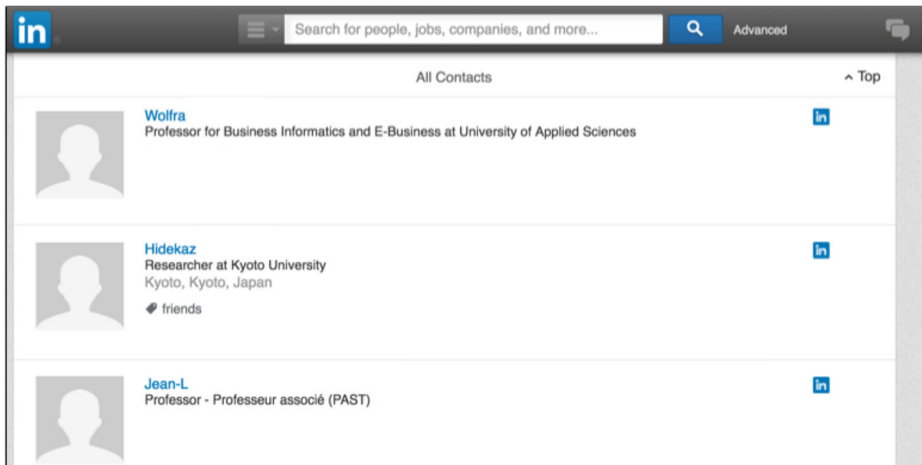 in
Search for people, jobs, companies, and more...
Advanced
All Contacts
Top
Wolfra
in
Professor for Business Informatics and E-Business at University of Applied Sciences
Hidekaz
in
Researcher at Kyoto University
Kyoto, Kyoto, Japan
friends
Jean-L
in
Professor - Professeur associé (PAST)